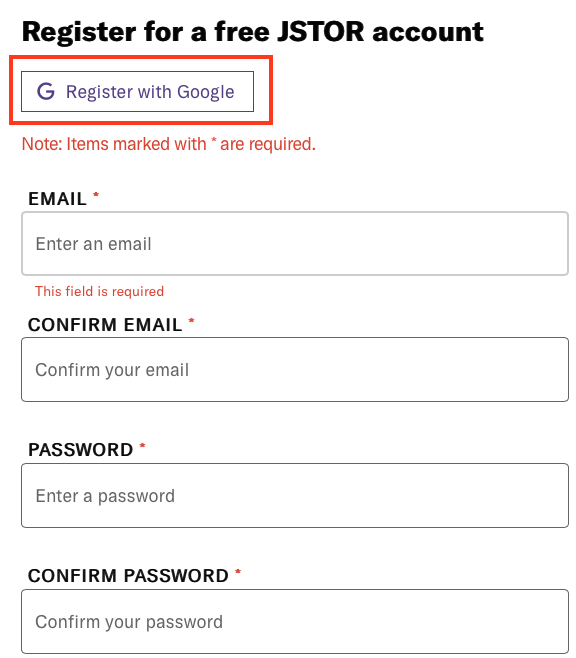 Register for a free JSTOR account
G Register with Google
Note: Items marked with * are required.
EMAIL *
Enter an email
This field is required
CONFIRM EMAIL *
Confirm your email
PASSWORD *
Enter a password
CONFIRM PASSWORD *
Confirm your password